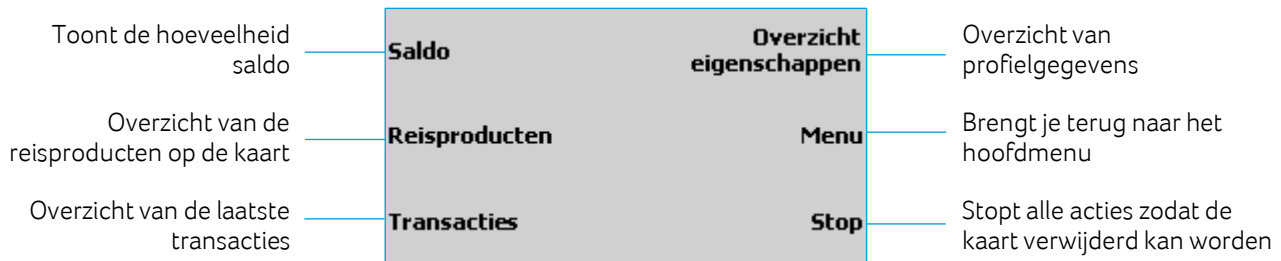 Toont de hoeveelheid
saldo
Saldo
Overzicht
eigenschappen
Overzicht van
profielgegevens
Overzicht van de
reisproducten op de kaart
Reisproducten
Menu
Brengt je terug naar het
hoofdmenu
Overzicht van de laatste
transacties
Transacties
Stop
Stopt alle acties zodat de
kaart verwijderd kan worden